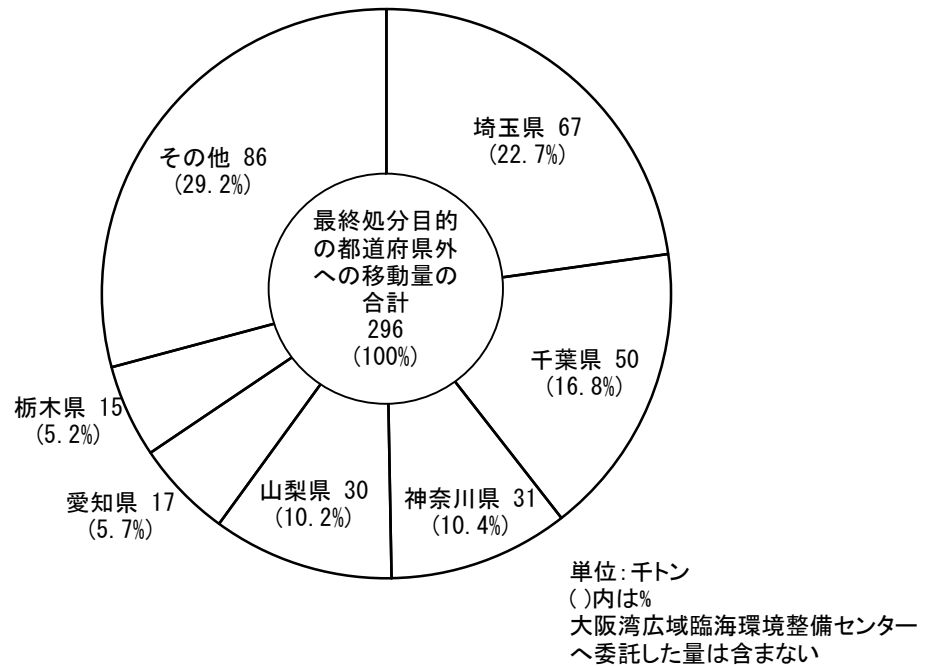 埼玉県 67
(22.7%)
その他 86
(29.2%)
最終処分目的
の都道府県外
への移動量の
合計
296
(100%)
千葉県 50
(16.8%)
栃木県 15
(5.2%)
愛知県 17
(5.7%)
山梨県 30
(10.2%)
神奈川県 31
(10.4%)
単位:千トン
( )内は%
大阪湾広域臨海環境整備センター
へ委託した量は含まない